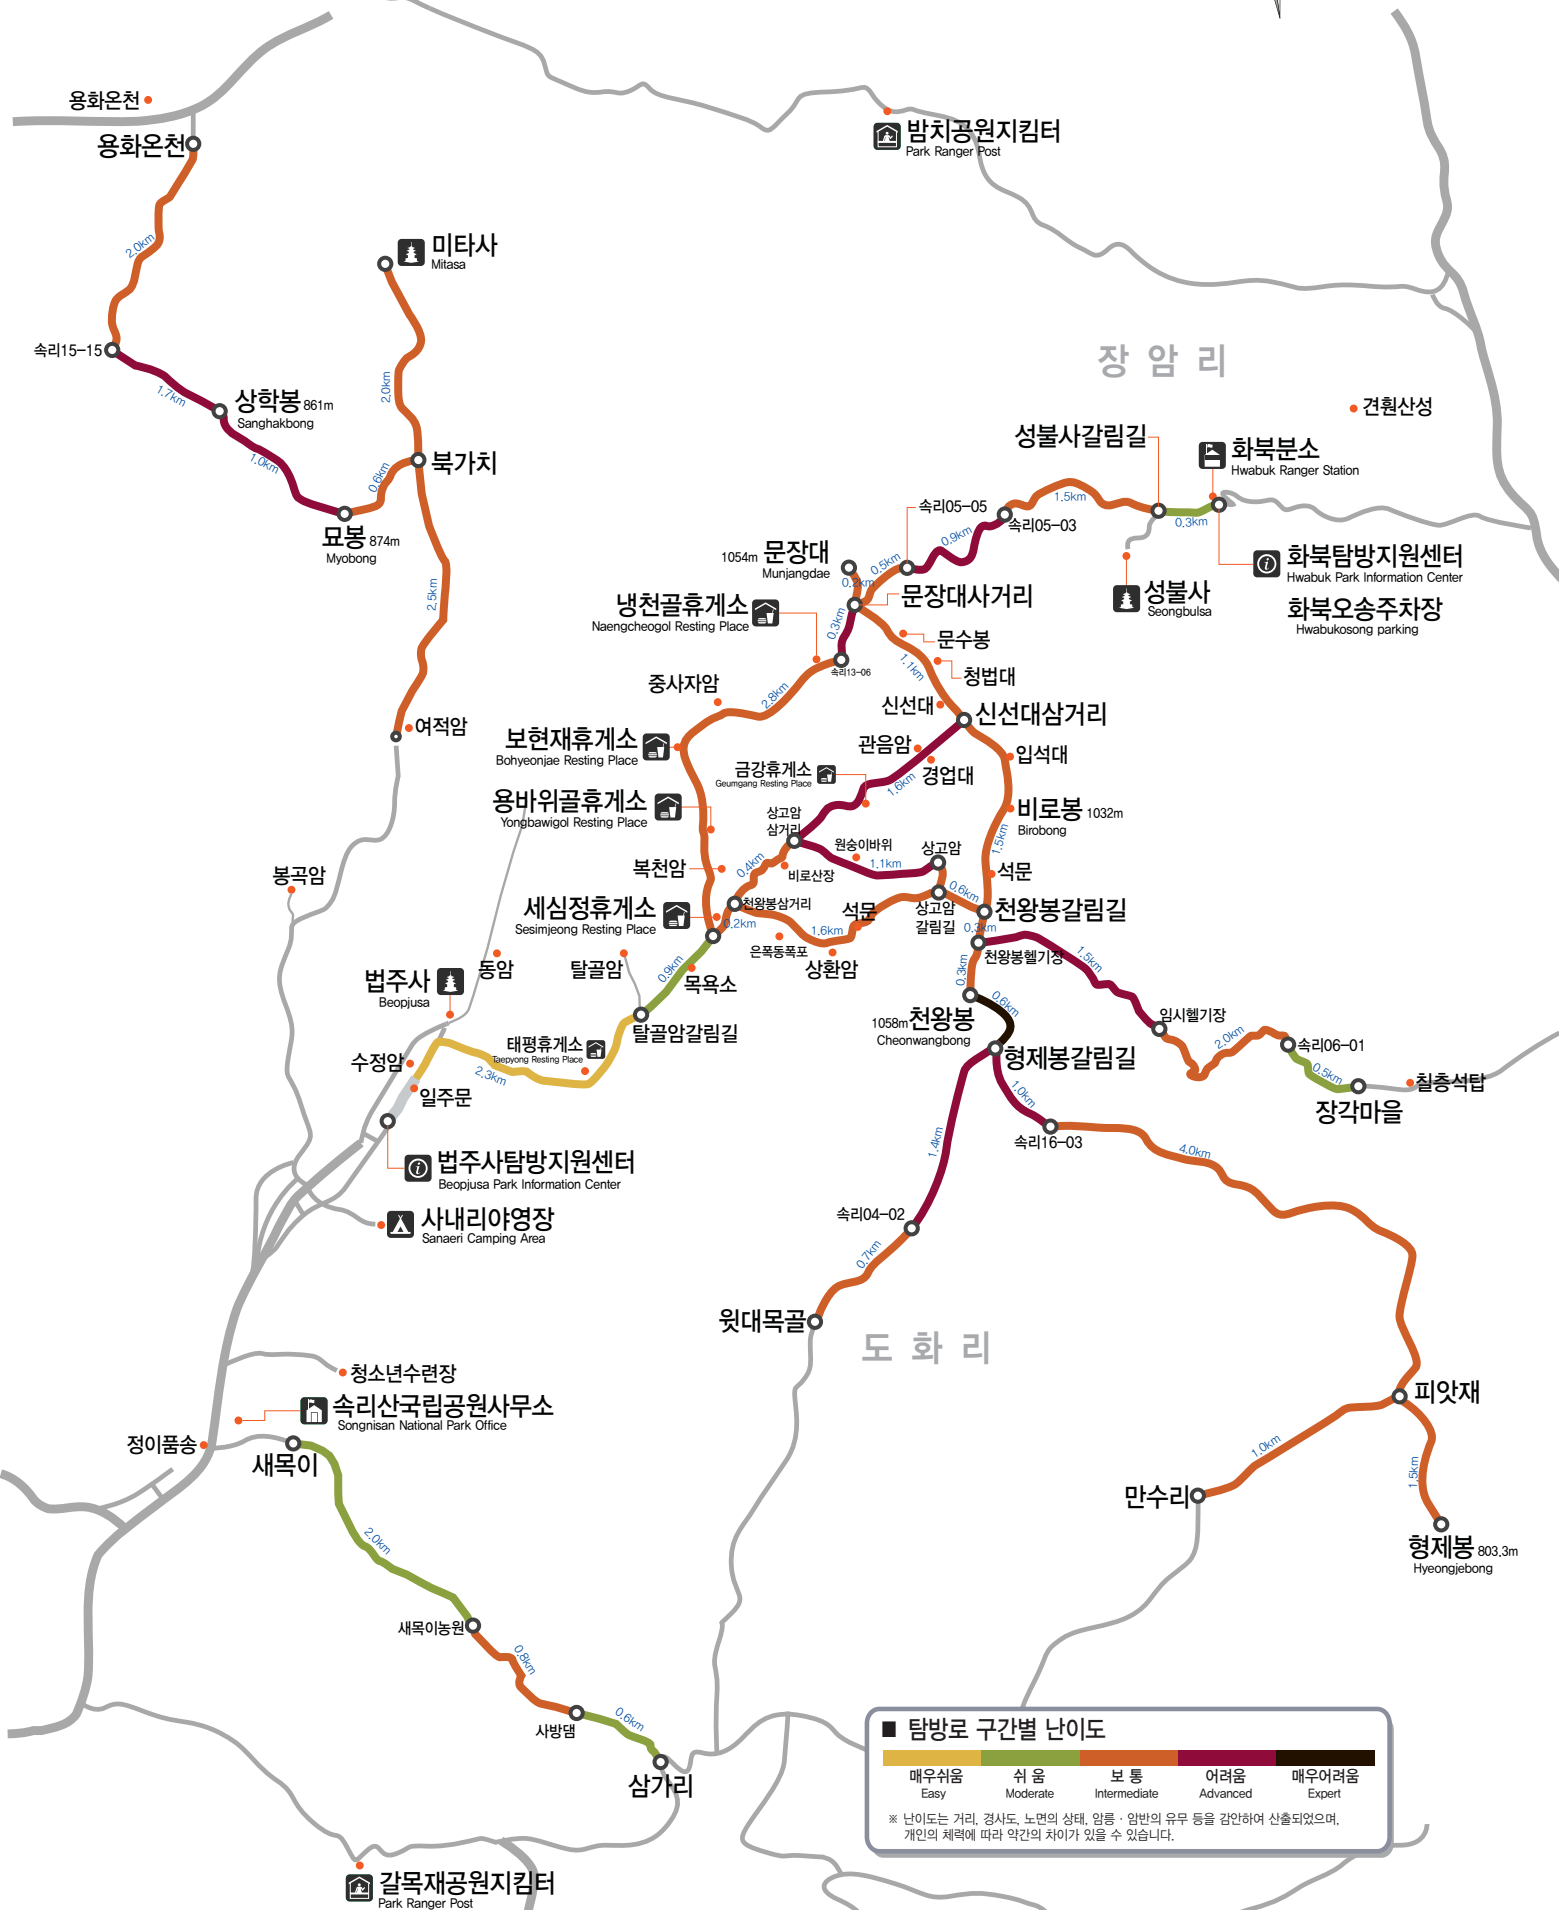 용화온천
용화온천
밤치공원지킴터
Park Ranger Post
2.0km
미타사
Mitasa
속리15-15
1.7km
상학봉 861m
Sanghakbong
1.0km
2.0km
0.6km
북가치
묘봉 874m
Myobong
2.5km
여적암
장 암 리
견훤산성
성불사갈림길
화북분소
Hwabuk Ranger Station
1.5km
0.3km
속리05-05
속리05-03
0.9km
0.5km
1054m 문장대
Munjangdae
0.2km
화북탐방지원센터
Hwabuk Park Information Center
화북오송주차장
Hwabukosong parking
성불사
Seongbulsa
냉천골휴게소
Naengcheogol Resting Place
0.3km
문장대사거리
문수봉
1.1km
청법대
속리13-06
중사자암
2.8km
신선대
신선대삼거리
보현재휴게소
Bohyeonjae Resting Place
관음암
경업대
입석대
금강휴게소
Geumgang Resting Place
1.6km
용바위골휴게소
Yongbawigol Resting Place
상고암
삼거리
비로봉 1032m
Birobong
1.5km
원숭이바위
상고암
1.1km
복천암
0.4km
비로산장
석문
봉곡암
0.6km
세심정휴게소
Sesimjeong Resting Place
천왕봉삼거리
석문
상고암
갈림길
천왕봉갈림길
0.2km
1.6km
0.3km
은폭동폭포
상환암
천왕봉헬기장
1.5km
법주사
Beopjusa
동암
탈골암
0.9km
목욕소
0.3km
0.6km
1058m 천왕봉
Cheonwangbong
임시헬기장
탈골암갈림길
태평휴게소
Taepyong Resting Place
2.3km
수정암
일주문
형제봉갈림길
2.0km
속리06-01
0.5km
칠층석탑
장각마을
1.0km
속리16-03
4.0km
1.4km
법주사탐방지원센터
Beopjusa Park Information Center
사내리야영장
Sanaeri Camping Area
속리04-02
0.7km
윗대목골
도 화 리
청소년수련장
속리산국립공원사무소
Songnisan National Park Office
정이품송
새목이
피앗재
1.0km
1.5km
만수리
형제봉 803.3m
Hyeongjebong
2.0km
새목이농원
0.8km
사방댐
0.6km
삼가리
갈목재공원지킴터
Park Ranger Post
■ 탐방로 구간별 난이도
매우쉬움 쉬 움 보 통 어려움 매우어려움
Easy Moderate Intermediate Advanced Expert
※ 난이도는 거리, 경사도, 노면의 상태, 암릉 · 암반의 유무 등을 감안하여 산출되었으며,
개인의 체력에 따라 약간의 차이가 있을 수 있습니다.